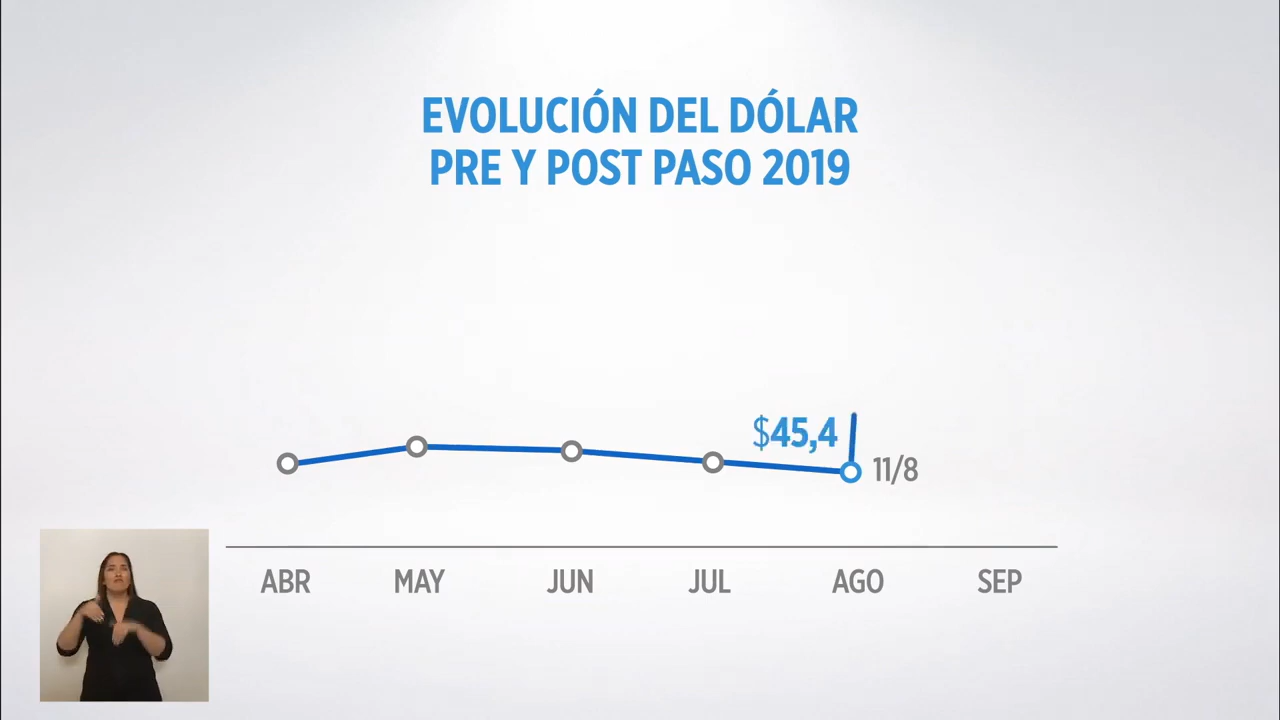 EVOLUCIÓN DEL DÓLAR
PRE Y POST PASO 2019
$45,4
11/8
ABR MAY JUN JUL AGO SEP